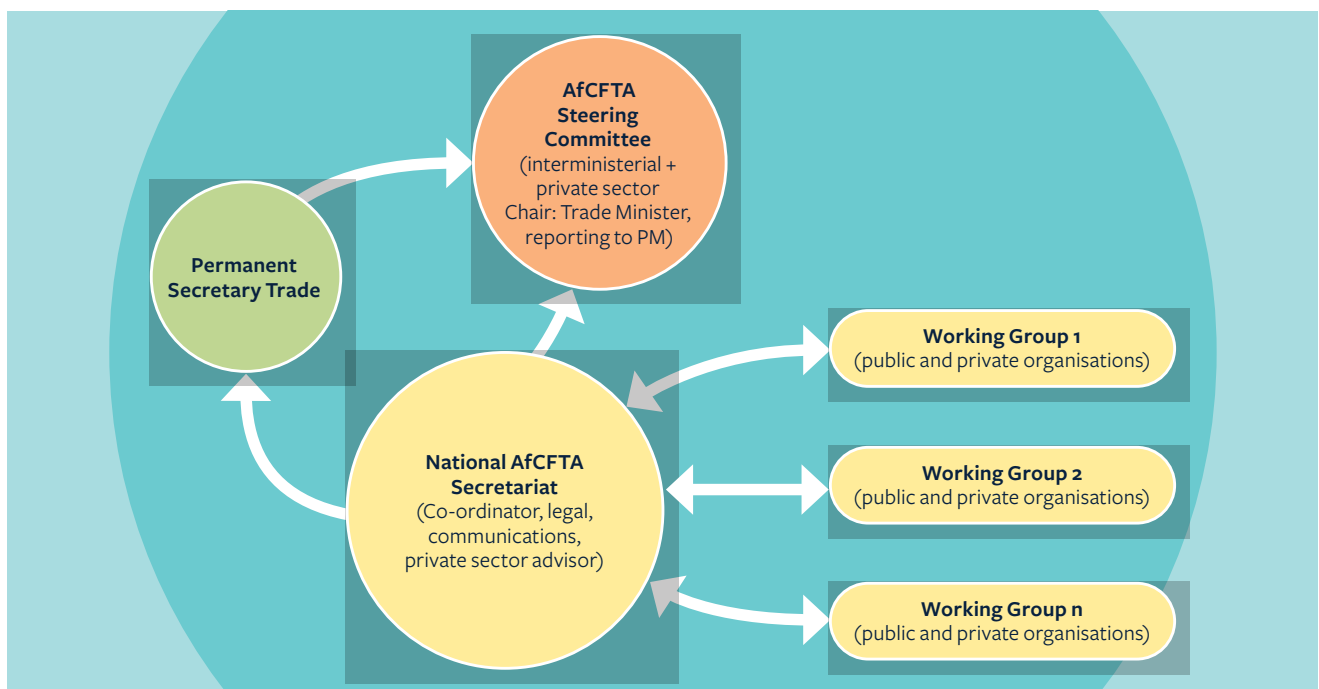 AfCFTA
Steering
Committee
(interministerial +
private sector
Chair: Trade Minister,
reporting to PM)
Permanent
Secretary Trade
National AfCFTA
Secretariat
(Co-ordinator, legal,
communications,
private sector advisor)
Working Group 1
(public and private organisations)
Working Group 2
(public and private organisations)
Working Group n
(public and private organisations)